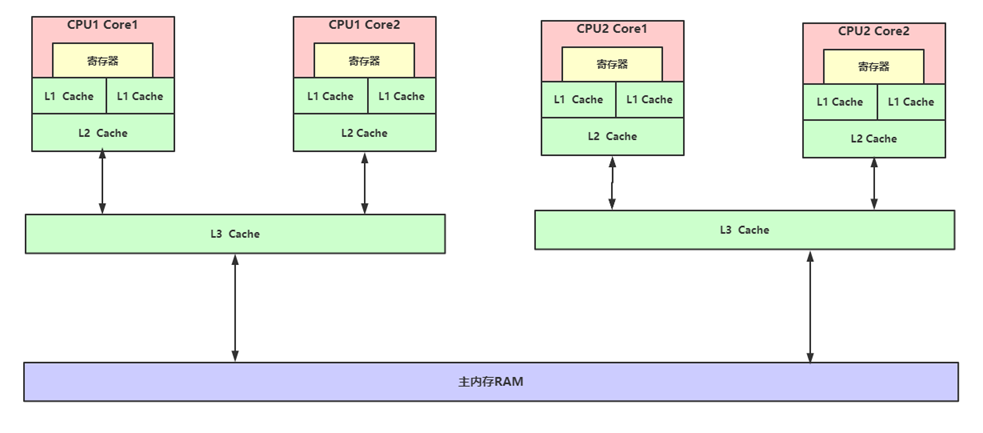 CPU1 Core1
寄存器
L1 Cache
L1 Cache
L2 Cache
CPU1 Core2
寄存器
L1 Cache
L1 Cache
L2 Cache
CPU2 Core1
寄存器
L1 Cache
L1 Cache
L2 Cache
CPU2 Core2
寄存器
L1 Cache
L1 Cache
L2 Cache
L3 Cache
L3 Cache
主内存RAM